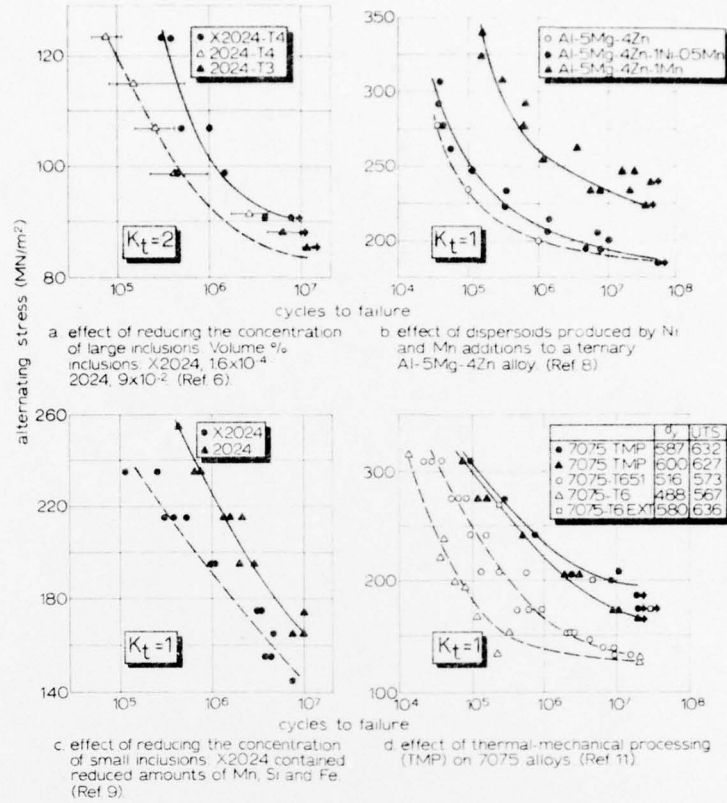 alternating stress (MN/m²)
120
100
80
X2024-T4
2024-T4
2024-T3
Kt=2
10⁵ 10⁶ 10⁷
350
300
250
200
Al-5Mg-4Zn
Al-5Mg-4Zn-1Ni-05Mn
Al-5Mg-4Zn-1Mn
Kt=1
10⁴ 10⁵ 10⁶ 10⁷ 10⁸
cycles to failure
a. effect of reducing the concentration
of large inclusions. Volume %
inclusions: X2024, 1.6x10⁻⁴
2024, 9x10⁻². (Ref. 6).
b. effect of dispersoids produced by Ni
and Mn additions to a ternary
Al-5Mg-4Zn alloy. (Ref. 8).
260
220
180
140
X2024
2024
Kt=1
10⁵ 10⁶ 10⁷
300
200
100
σy UTS
7075 TMP 587 632
7075 TMP 600 627
7075-T651 516 573
7075-T6 488 567
7075-T6 EXT 580 636
Kt=1
10⁴ 10⁵ 10⁶ 10⁷ 10⁸
cycles to failure
c. effect of reducing the concentration
of small inclusions. X2024 contained
reduced amounts of Mn, Si and Fe.
(Ref. 9).
d. effect of thermal-mechanical processing
(TMP) on 7075 alloys. (Ref. 11).